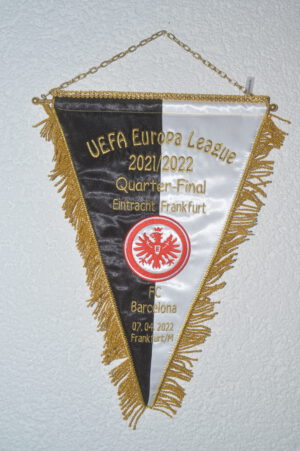 UEFA Europa League
2021/2022
Quarter-Final
Eintracht Frankfurt
FC
Barcelona
07.04.2022
Frankfurt/M